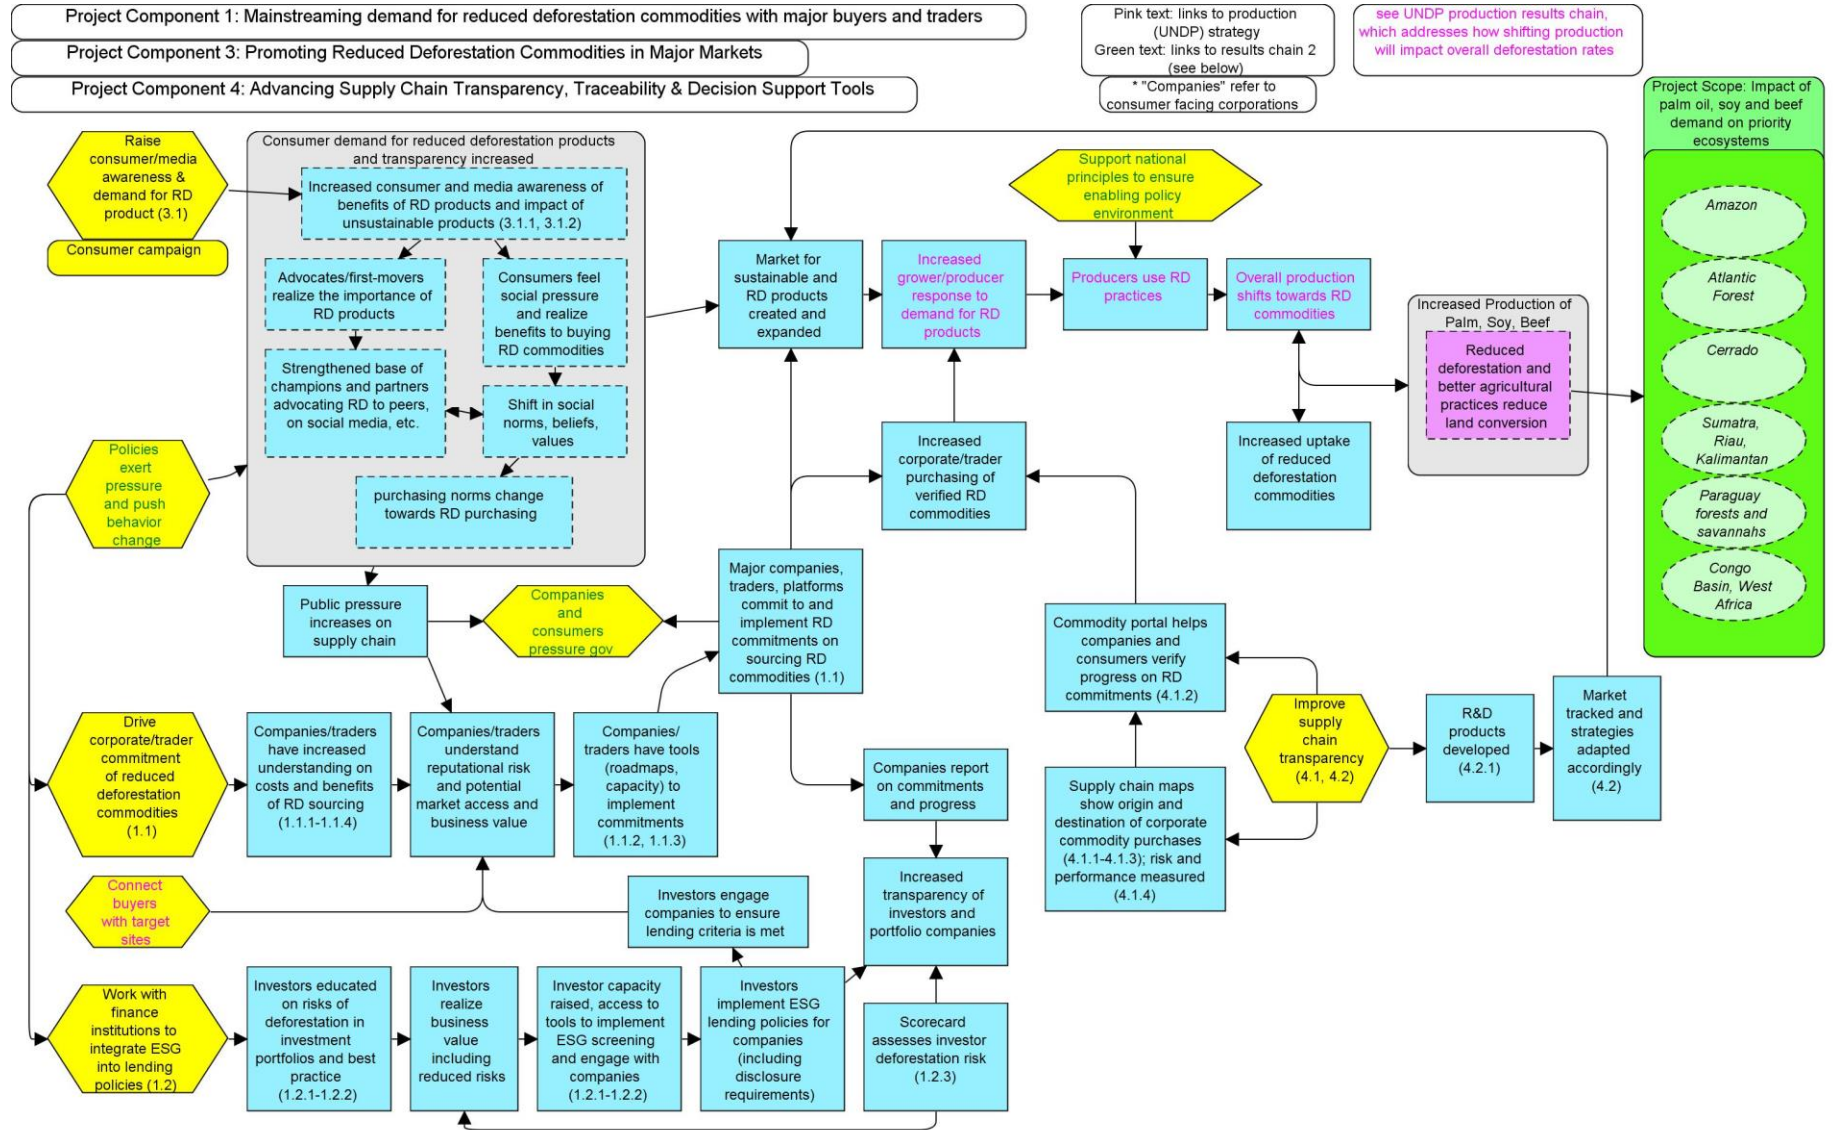 Project Component 1: Mainstreaming demand for reduced deforestation commodities with major buyers and traders
Project Component 3: Promoting Reduced Deforestation Commodities in Major Markets
Project Component 4: Advancing Supply Chain Transparency, Traceability & Decision Support Tools
Pink text: links to production
(UNDP) strategy
Green text: links to results chain 2
(see below)
* "Companies" refer to
consumer facing corporations
see UNDP production results chain,
which addresses how shifting production
will impact overall deforestation rates
Project Scope: Impact of
palm oil, soy and beef
demand on priority
ecosystems
Amazon
Atlantic
Forest
Cerrado
Sumatra,
Riau,
Kalimantan
Paraguay
forests and
savannahs
Congo
Basin, West
Africa
Raise
consumer/media
awareness &
demand for RD
product (3.1)
Consumer campaign
Consumer demand for reduced deforestation products
and transparency increased
Increased consumer and media awareness of
benefits of RD products and impact of
unsustainable products (3.1.1, 3.1.2)
Advocates/first-movers
realize the importance of
RD products
Consumers feel
social pressure
and realize
benefits to buying
RD commodities
Strengthened base of
champions and partners
advocating RD to peers,
on social media, etc.
Shift in social
norms, beliefs,
values
purchasing norms change
towards RD purchasing
Support national
principles to ensure
enabling policy
environment
Market for
sustainable and
RD products
created and
expanded
Increased
grower/producer
response to
demand for RD
products
Producers use RD
practices
Overall production
shifts towards RD
commodities
Increased Production of
Palm, Soy, Beef
Reduced
deforestation and
better agricultural
practices reduce
land conversion
Increased
corporate/trader
purchasing of
verified RD
commodities
Increased uptake
of reduced
deforestation
commodities
Policies
exert
pressure
and push
behavior
change
Public pressure
increases on
supply chain
Companies
and
consumers
pressure gov
Major companies,
traders, platforms
commit to and
implement RD
commitments on
sourcing RD
commodities (1.1)
Commodity portal helps
companies and
consumers verify
progress on RD
commitments (4.1.2)
Improve
supply
chain
transparency
(4.1, 4.2)
R&D
products
developed
(4.2.1)
Market
tracked and
strategies
adapted
accordingly
(4.2)
Drive
corporate/trader
commitment
of reduced
deforestation
commodities
(1.1)
Companies/traders
have increased
understanding on
costs and benefits
of RD sourcing
(1.1.1-1.1.4)
Companies/traders
understand
reputational risk
and potential
market access and
business value
Companies/
traders have tools
(roadmaps,
capacity) to
implement
commitments
(1.1.2, 1.1.3)
Companies report
on commitments
and progress
Supply chain maps
show origin and
destination of corporate
commodity purchases
(4.1.1-4.1.3); risk and
performance measured
(4.1.4)
Connect
buyers
with target
sites
Investors engage
companies to ensure
lending criteria is met
Increased
transparency of
investors and
portfolio companies
Work with
finance
institutions to
integrate ESG
into lending
policies (1.2)
Investors educated
on risks of
deforestation in
investment
portfolios and best
practice
(1.2.1-1.2.2)
Investors
realize
business
value
including
reduced risks
Investor capacity
raised, access to
tools to implement
ESG screening
and engage with
companies
(1.2.1-1.2.2)
Investors
implement ESG
lending policies for
companies
(including
disclosure
requirements)
Scorecard
assesses investor
deforestation risk
(1.2.3)